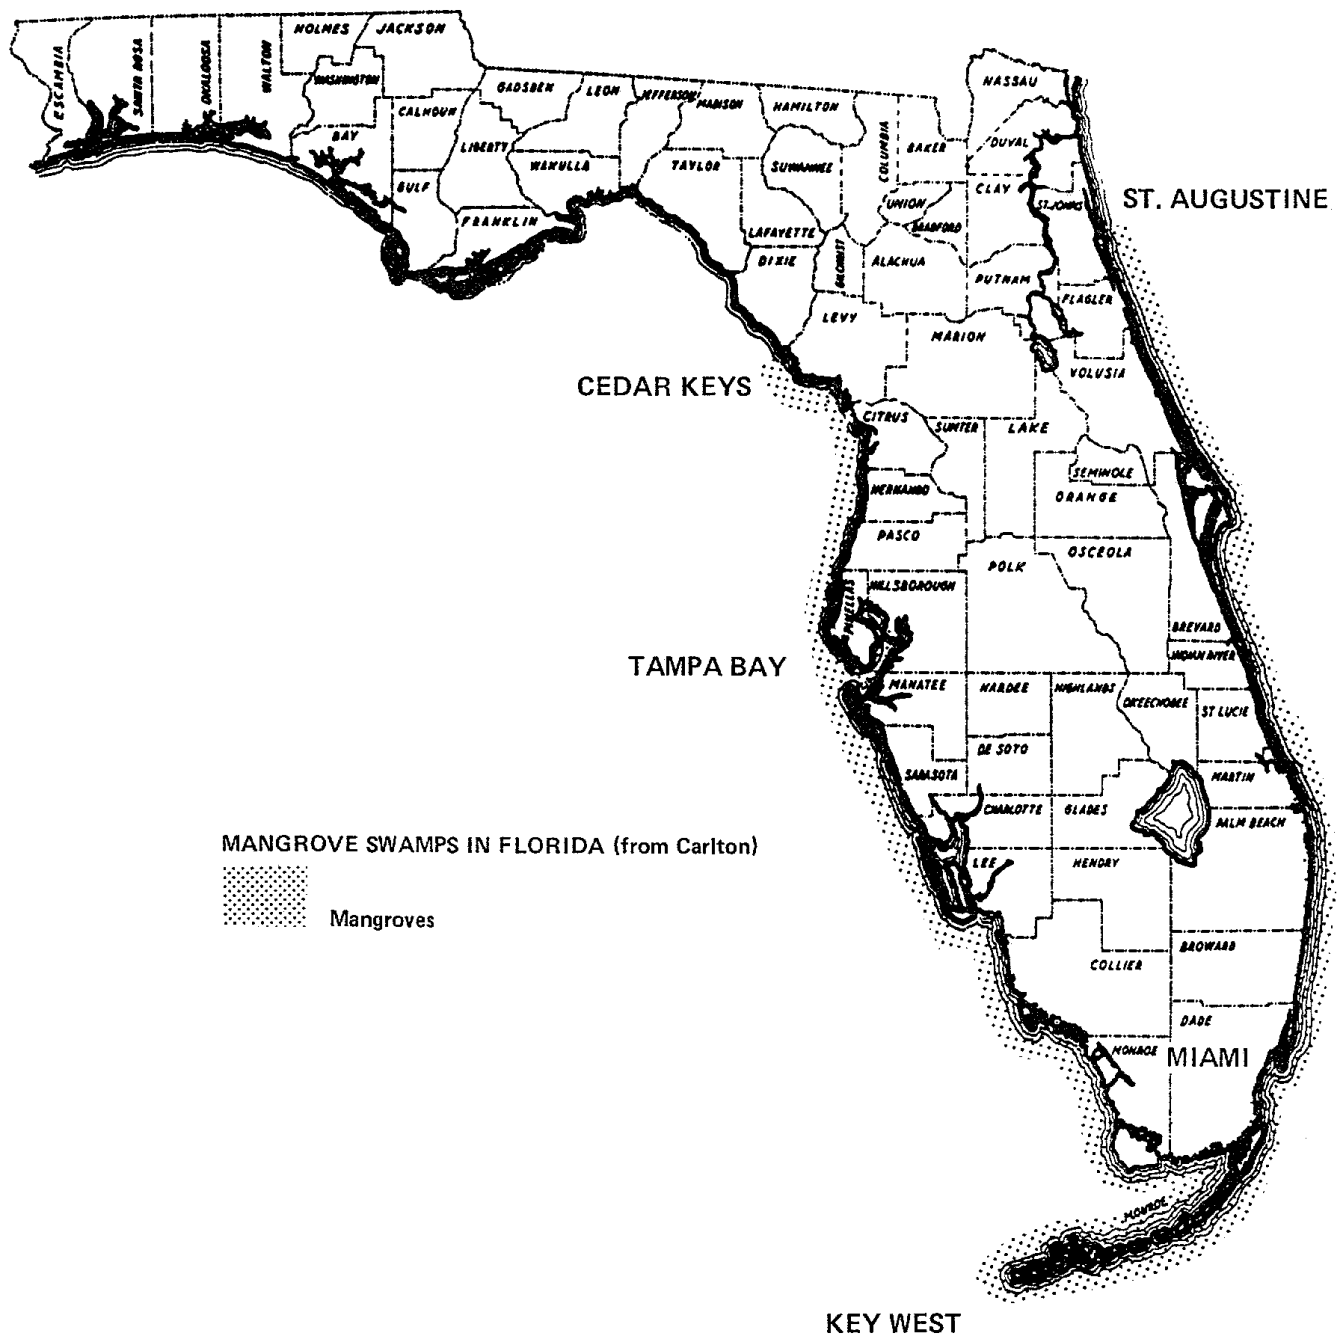 HOLMES
JACKSON
ESCAMBIA
SANTA ROSA
OKALOOSA
WALTON
WASHINGTON
BAY
CALHOUN
GULF
GADSDEN
LIBERTY
FRANKLIN
LEON
WAKULLA
JEFFERSON
MADISON
TAYLOR
HAMILTON
SUWANNEE
LAFAYETTE
DIXIE
COLUMBIA
GILCHRIST
LEVY
BAKER
UNION
BRADFORD
ALACHUA
NASSAU
DUVAL
CLAY
ST. JOHNS
PUTNAM
FLAGLER
MARION
VOLUSIA
ST. AUGUSTINE
CEDAR KEYS
CITRUS
SUMTER
LAKE
SEMINOLE
ORANGE
HERNANDO
PASCO
POLK
OSCEOLA
PINELLAS
HILLSBOROUGH
BREVARD
INDIAN RIVER
TAMPA BAY
MANATEE
HARDEE
HIGHLANDS
OKEECHOBEE
ST LUCIE
DE SOTO
SARASOTA
MARTIN
CHARLOTTE
GLADES
PALM BEACH
MANGROVE SWAMPS IN FLORIDA (from Carlton)
Mangroves
LEE
HENDRY
COLLIER
BROWARD
DADE
MONROE
MIAMI
MONROE
KEY WEST